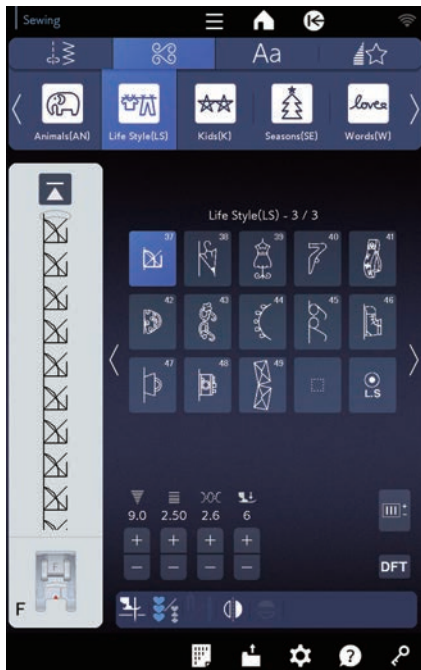 Sewing
Aa
love
Animals(AN) Life Style(LS) Kids(K) Seasons(SE) Words(W)
Life Style(LS) - 3 / 3
37 38 39 40 41
42 43 44 45 46
47 48 49
L.S
9.0 2.50 2.6 6
+ + + +
− − − −
DFT
F
F
?